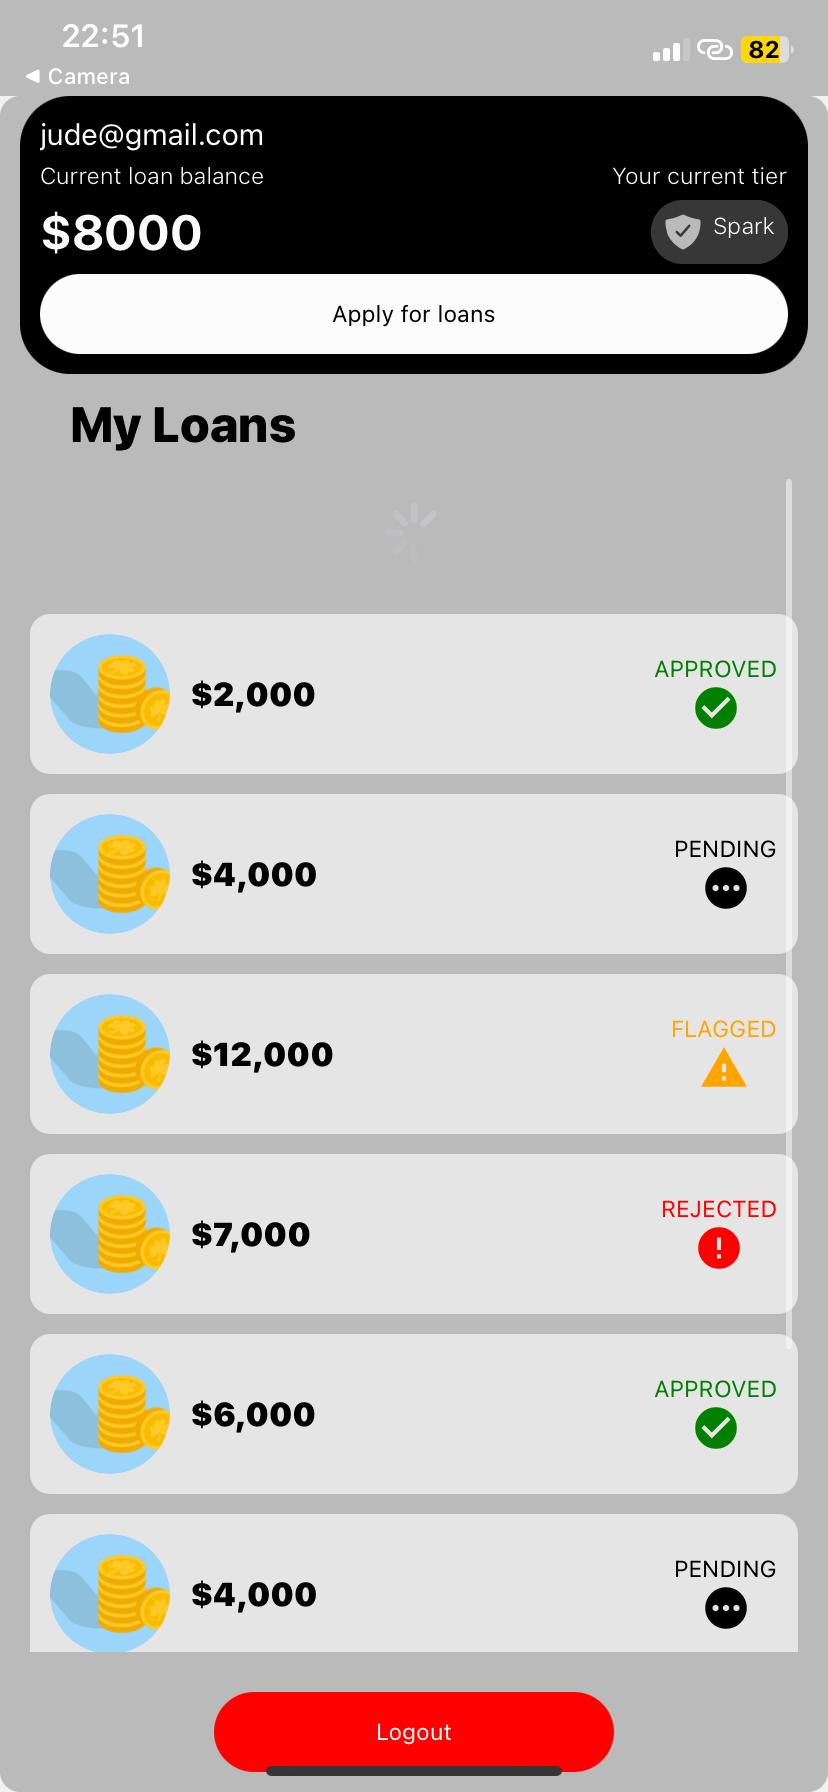 22:51
82
◀ Camera
jude@gmail.com
Current loan balance
Your current tier
$8000
Spark
Apply for loans
My Loans
$2,000
APPROVED
$4,000
PENDING
$12,000
FLAGGED
$7,000
REJECTED
$6,000
APPROVED
$4,000
PENDING
Logout